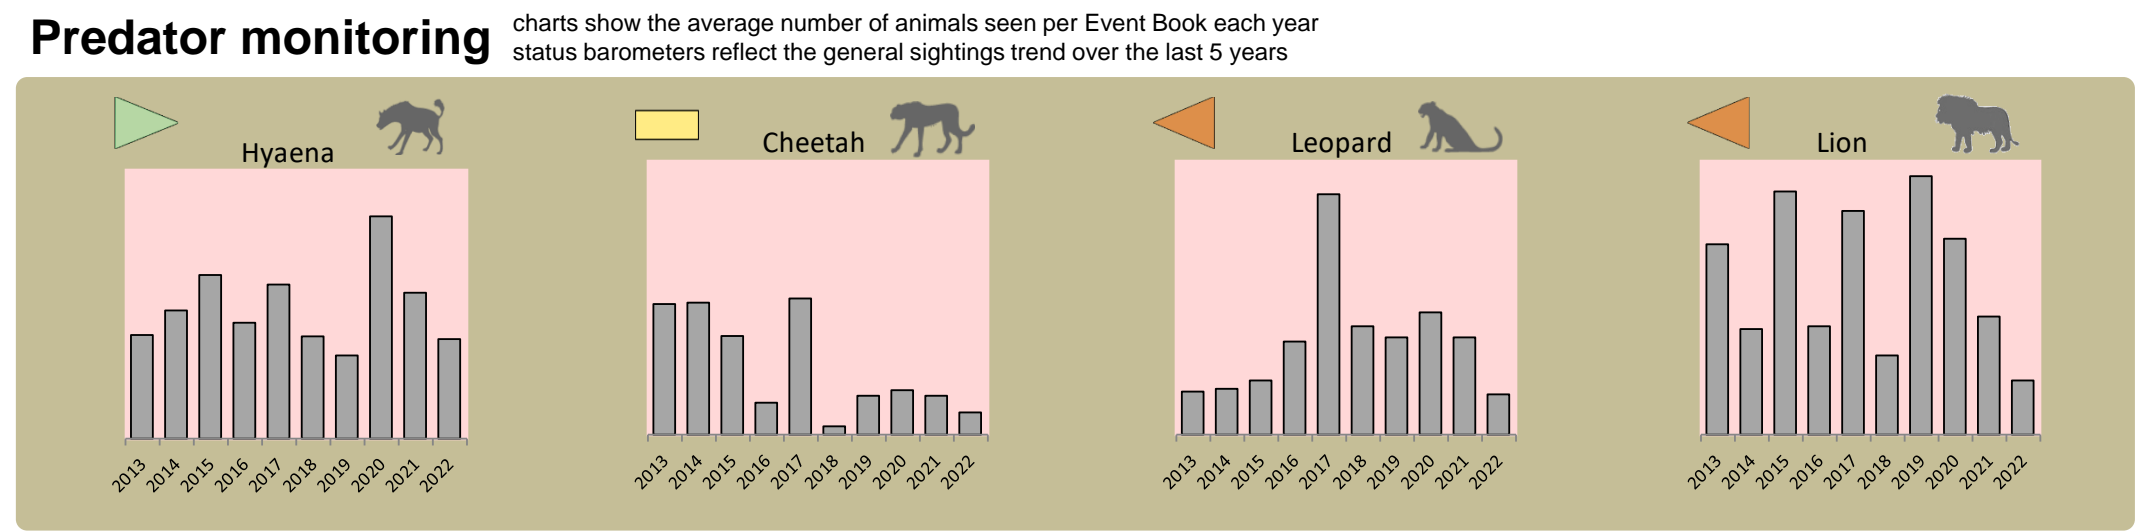 Predator monitoring
charts show the average number of animals seen per Event Book each year
status barometers reflect the general sightings trend over the last 5 years
Hyaena
2013 2014 2015 2016 2017 2018 2019 2020 2021 2022
Cheetah
2013 2014 2015 2016 2017 2018 2019 2020 2021 2022
Leopard
2013 2014 2015 2016 2017 2018 2019 2020 2021 2022
Lion
2013 2014 2015 2016 2017 2018 2019 2020 2021 2022